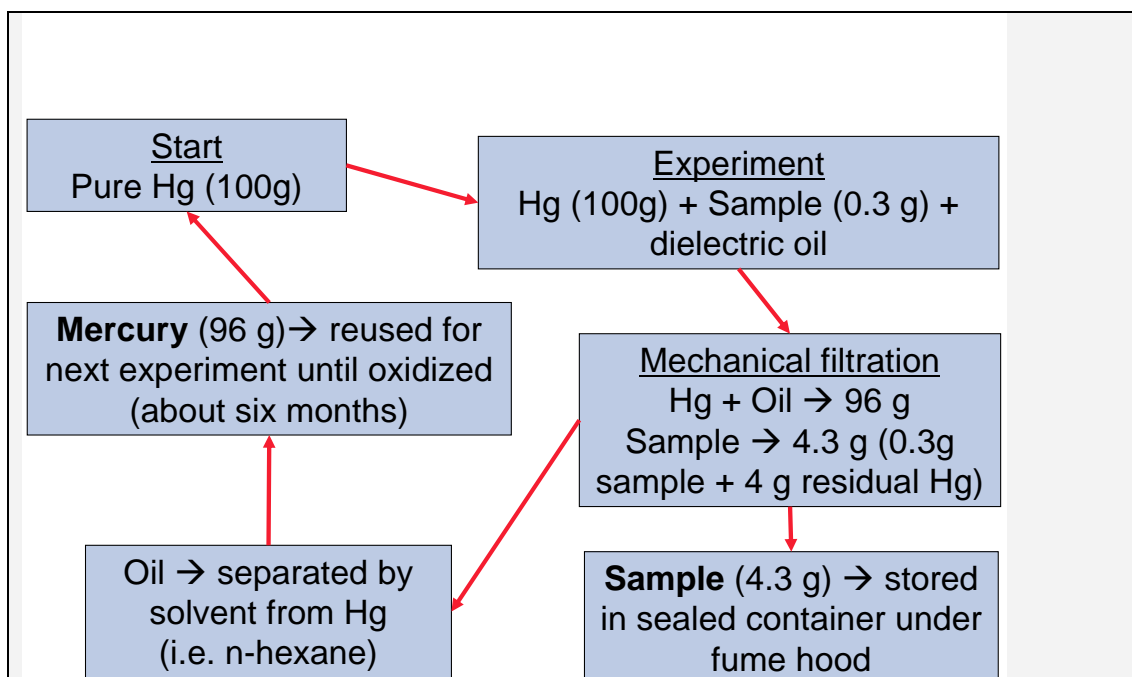 Start
Pure Hg (100g)
Experiment
Hg (100g) + Sample (0.3 g) +
dielectric oil
Mercury (96 g)→ reused for
next experiment until oxidized
(about six months)
Mechanical filtration
Hg + Oil → 96 g
Sample → 4.3 g (0.3g
sample + 4 g residual Hg)
Oil → separated by
solvent from Hg
(i.e. n-hexane)
Sample (4.3 g) → stored
in sealed container under
fume hood